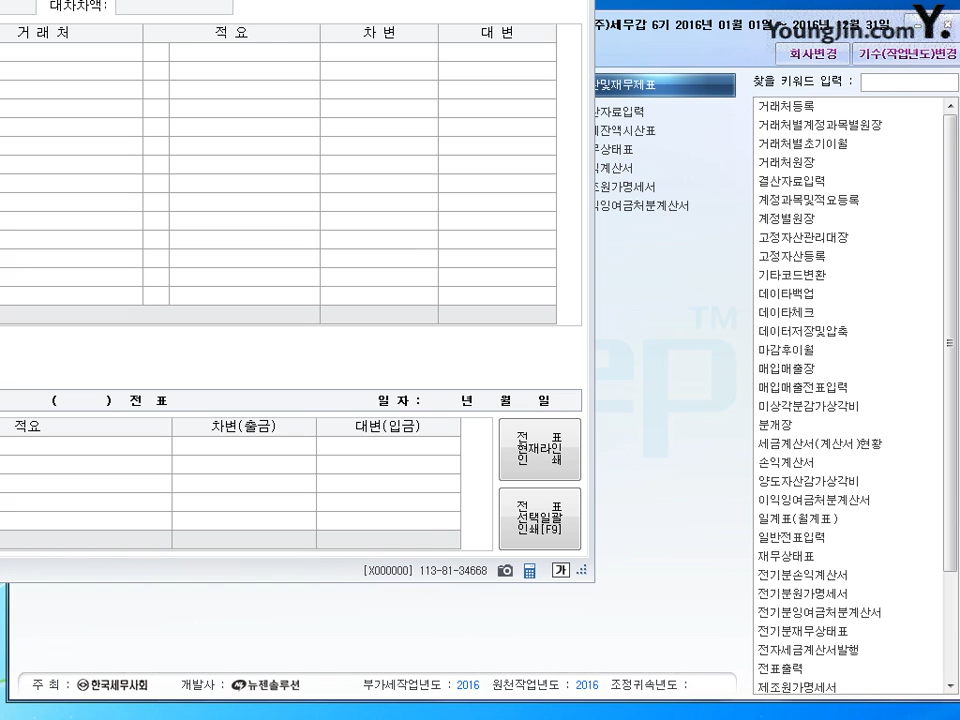 대차차액:
거 래 처 적 요 차 변 대 변
( ) 전 표 일 자 : 년 월 일
적요 차변(출금) 대변(입금)
전 표
현재라인
인 쇄
전 표
선택일괄
인쇄[F9]
[X000000] 113-81-34668
가
주)세무갑 6기 2016년 01월 01일 ~ 2016년 12월 31일
YoungJin.com Y.
회사변경 기수(작업년도)변경
산및재무제표
산자료입력
계잔액시산표
무상태표
익계산서
조원가명세서
익잉여금처분계산서
찾을 키워드 입력 :
거래처등록
거래처별계정과목별원장
거래처별초기이월
거래처원장
결산자료입력
계정과목및적요등록
계정별원장
고정자산관리대장
고정자산등록
기타코드변환
데이타백업
데이타체크
데이터저장및압축
마감후이월
매입매출장
매입매출전표입력
미상각분감가상각비
분개장
세금계산서(계산서)현황
손익계산서
양도자산감가상각비
이익잉여금처분계산서
일계표(월계표)
일반전표입력
재무상태표
전기분손익계산서
전기분원가명세서
전기분잉여금처분계산서
전기분재무상태표
전자세금계산서발행
전표출력
제조원가명세서
ep TM
주 최 : 한국세무사회 개발사 : 뉴젠솔루션 부가세작업년도 : 2016 원천작업년도 : 2016 조정귀속년도 :